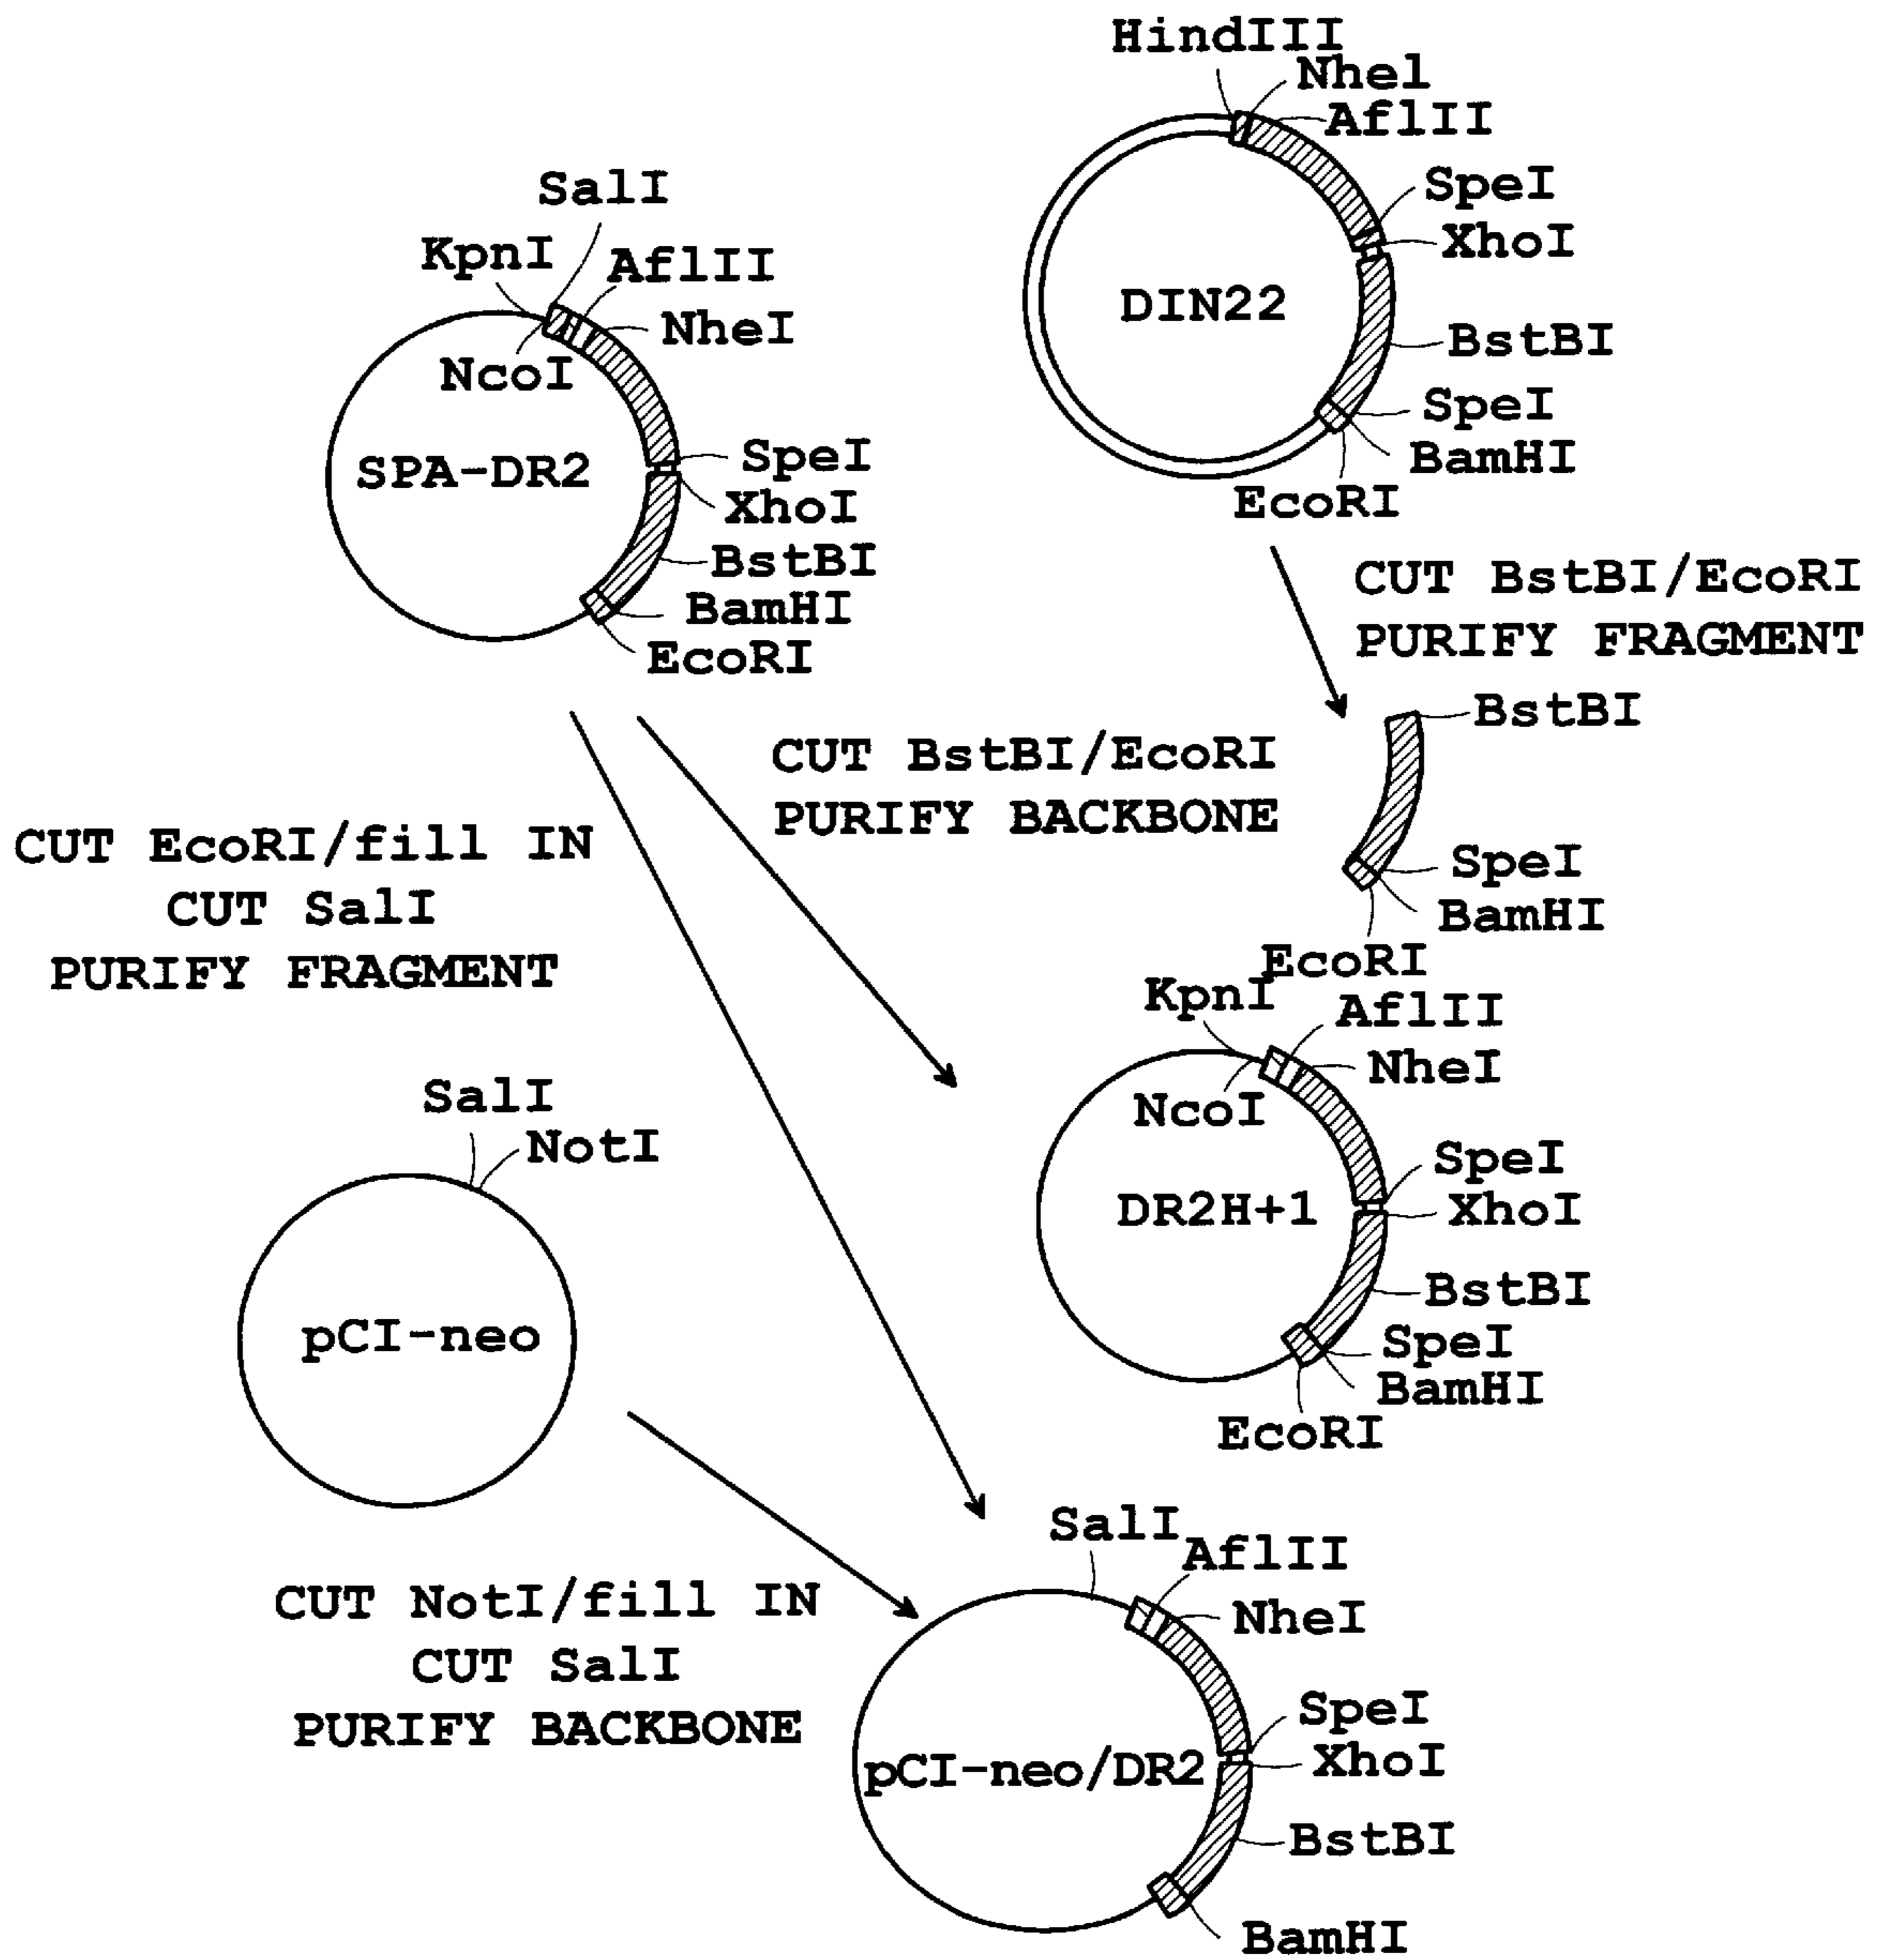 HindIII
Nhel
AflII
SpeI
XhoI
DIN22
BstBI
SpeI
BamHI
EcoRI
SalI
KpnI
AflII
NheI
NcoI
SPA-DR2
SpeI
XhoI
BstBI
BamHI
EcoRI
CUT BstBI/EcoRI
PURIFY FRAGMENT
BstBI
SpeI
BamHI
EcoRI
CUT BstBI/EcoRI
PURIFY BACKBONE
CUT EcoRI/fill IN
CUT SalI
PURIFY FRAGMENT
KpnI
AflII
NheI
NcoI
DR2H+1
SpeI
XhoI
BstBI
SpeI
BamHI
EcoRI
SalI
NotI
pCI-neo
CUT NotI/fill IN
CUT SalI
PURIFY BACKBONE
SalI
AflII
NheI
SpeI
XhoI
pCI-neo/DR2
BstBI
BamHI